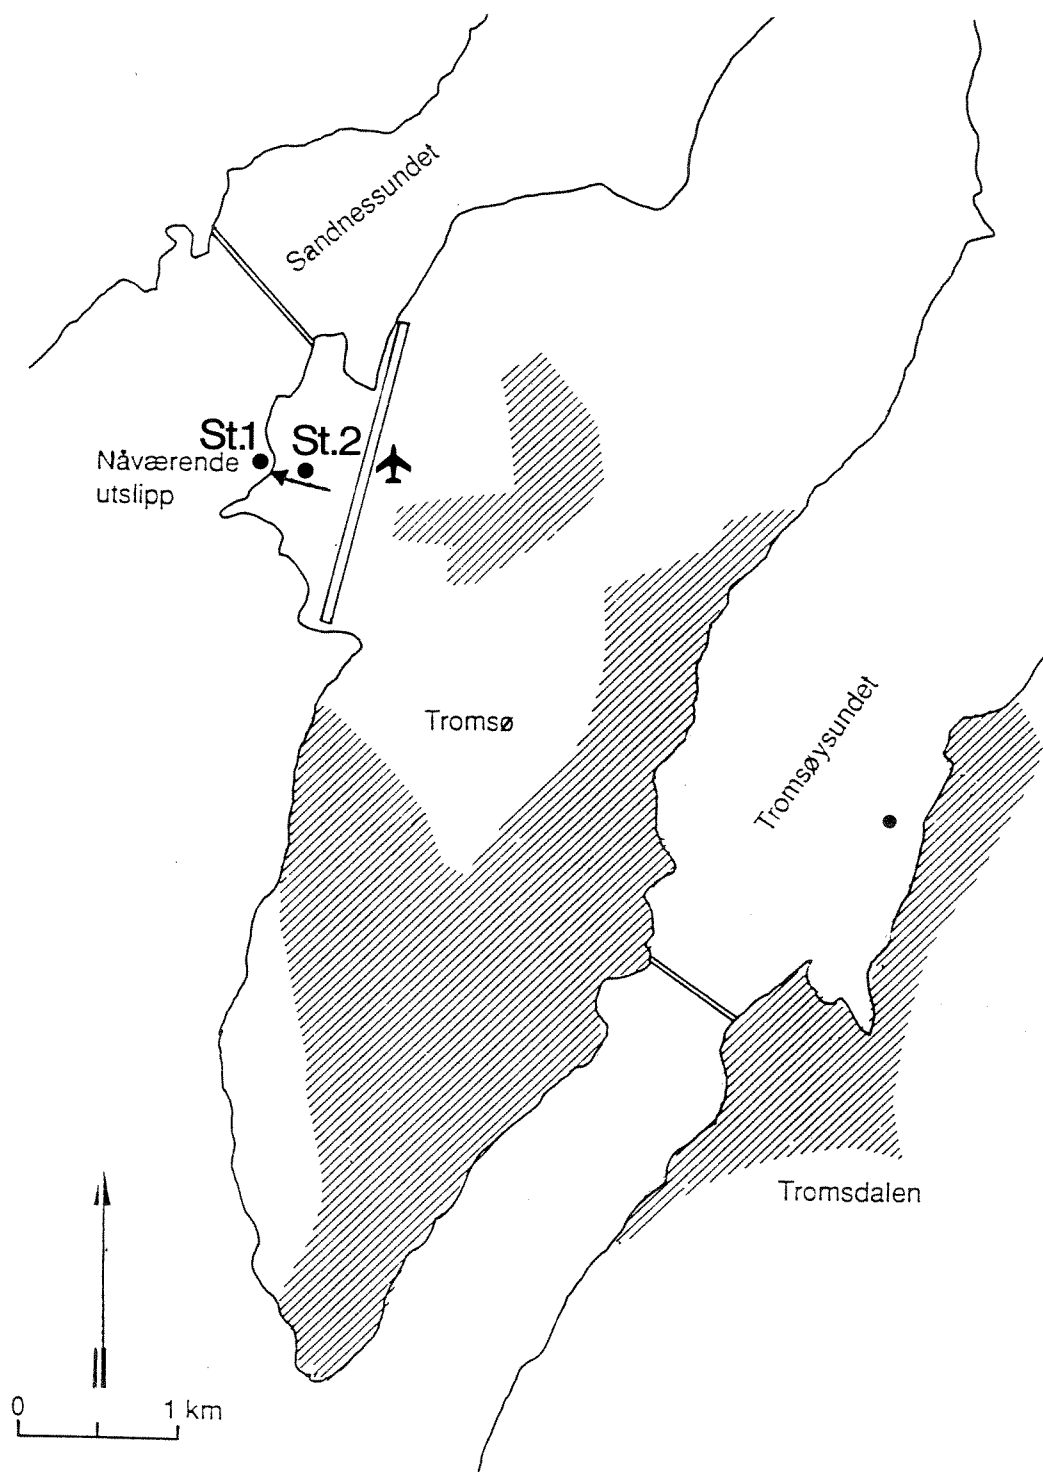 Sandnessundet
St.1
St.2
Nåværende
utslipp
Tromsø
Tromsøysundet
Tromsdalen
0
1 km